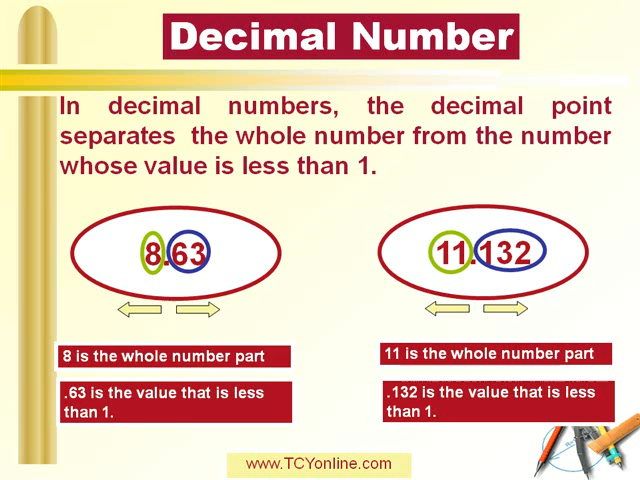 Decimal Number
In decimal numbers, the decimal point
separates the whole number from the number
whose value is less than 1.
8.63
11.132
8 is the whole number part
11 is the whole number part
.63 is the value that is less
than 1.
.132 is the value that is less
than 1.
www.TCYonline.com